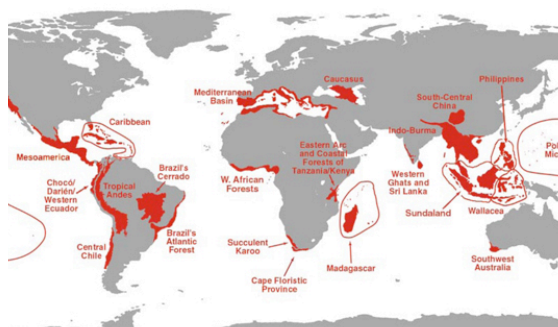 Caribbean
Mesoamerica
Chocó/
Darién/
Western
Ecuador
Tropical
Andes
Brazil's
Cerrado
Central
Chile
Brazil's
Atlantic
Forest
Mediterranean
Basin
Caucasus
W. African
Forests
Eastern Arc
and Coastal
Forests of
Tanzania/Kenya
Succulent
Karoo
Cape Floristic
Province
Madagascar
South-Central
China
Philippines
Indo-Burma
Western
Ghats and
Sri Lanka
Sundaland
Wallacea
Southwest
Australia
Pol
Mic